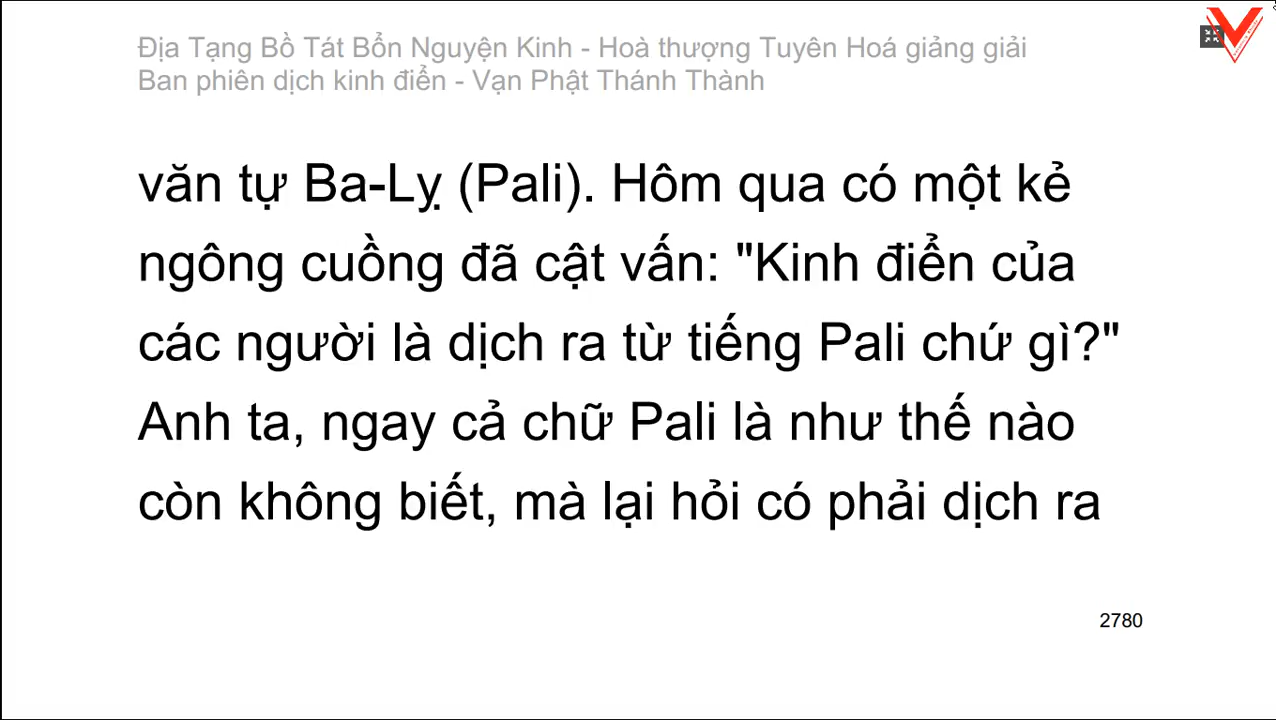 Địa Tạng Bồ Tát Bổn Nguyện Kinh - Hoà thượng Tuyên Hoá giảng giải
Ban phiên dịch kinh điển - Vạn Phật Thánh Thành
văn tự Ba-Lỵ (Pali). Hôm qua có một kẻ
ngông cuồng đã cật vấn: "Kinh điển của
các người là dịch ra từ tiếng Pali chứ gì?"
Anh ta, ngay cả chữ Pali là như thế nào
còn không biết, mà lại hỏi có phải dịch ra
2780